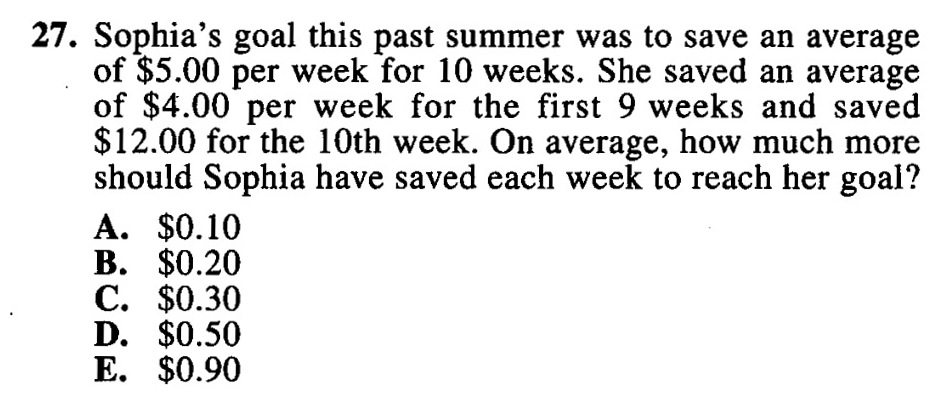 27. Sophia's goal this past summer was to save an average
of $5.00 per week for 10 weeks. She saved an average
of $4.00 per week for the first 9 weeks and saved
$12.00 for the 10th week. On average, how much more
should Sophia have saved each week to reach her goal?
A. $0.10
B. $0.20
C. $0.30
D. $0.50
E. $0.90